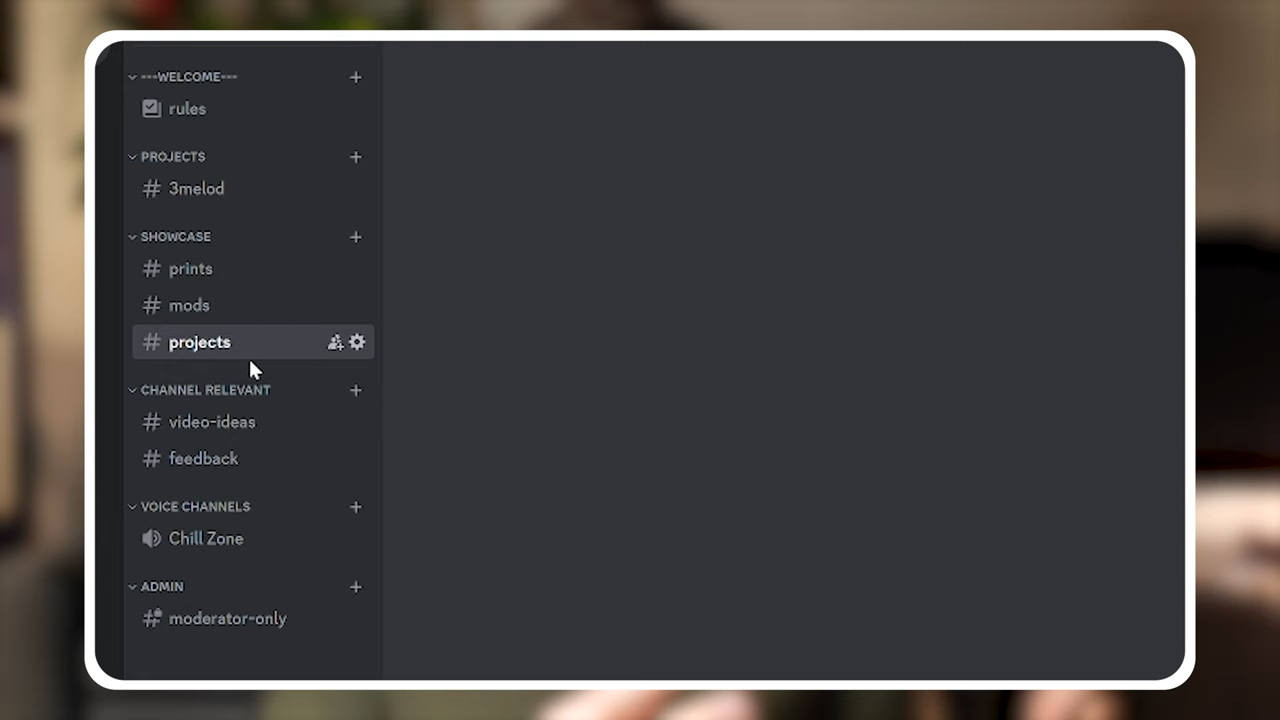 ---WELCOME---
rules
PROJECTS
3melod
SHOWCASE
prints
mods
projects
CHANNEL RELEVANT
video-ideas
feedback
VOICE CHANNELS
Chill Zone
ADMIN
moderator-only